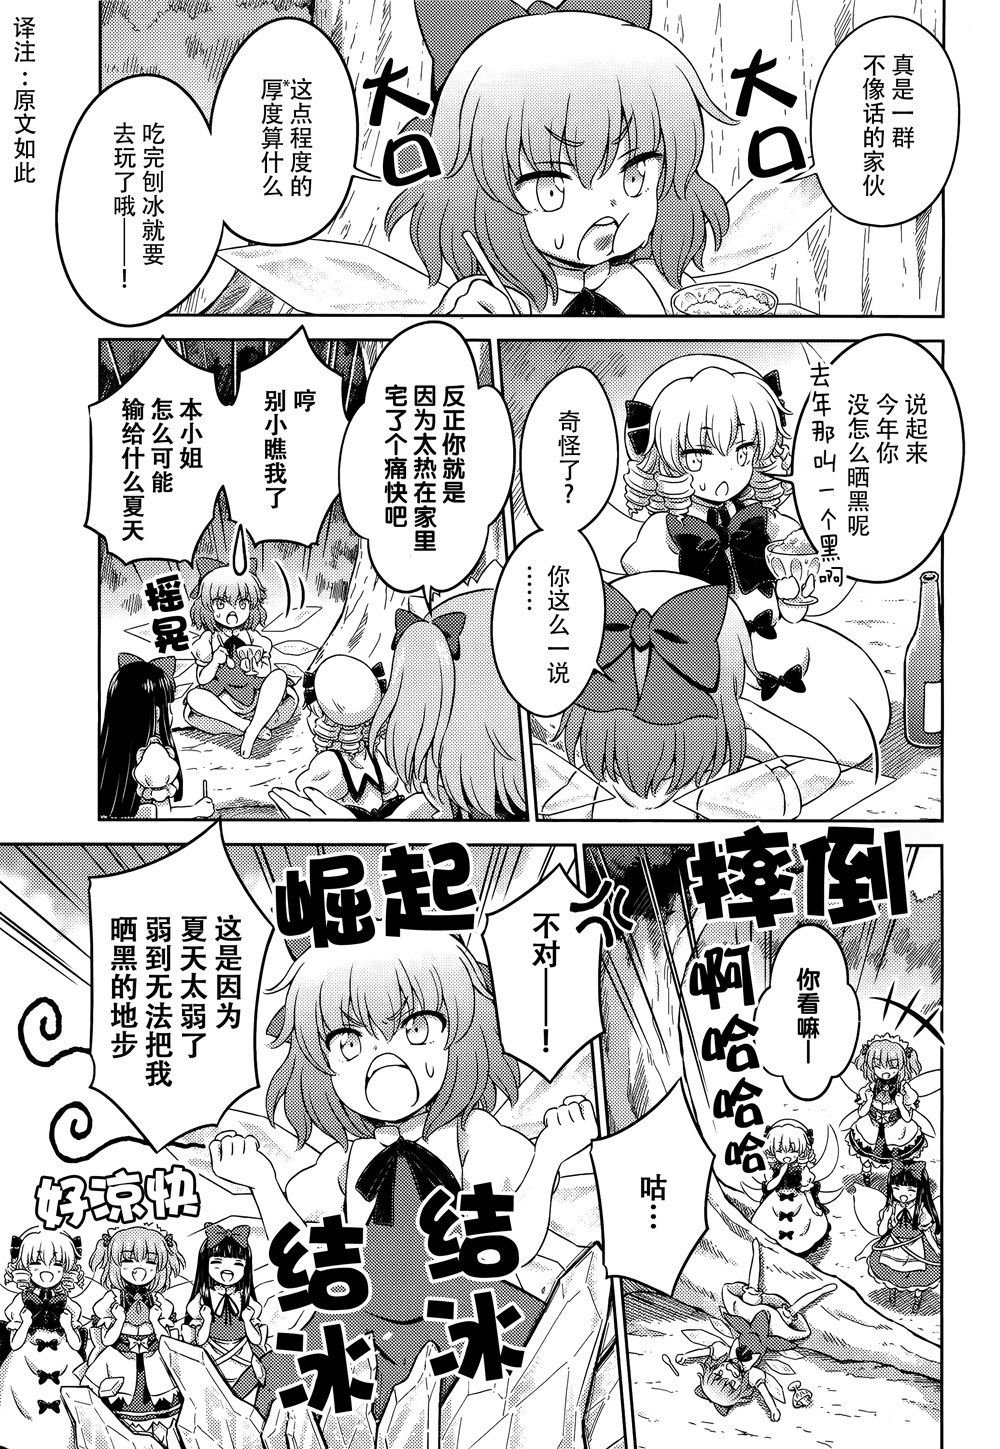 真是一群
不像话的家伙
大口
大口
这点程度的
*厚度算什么
吃完刨冰就要
去玩了哦——！
译注：原文如此
说起来
今年你
没怎么晒黑呢
去年那叫一个黑啊
奇怪了?
你这么一说
……
反正你就是
因为太热在家里
宅了个痛快吧
哼
别小瞧我了
本小姐
怎么可能
输给什么夏天
摇晃
摔倒
你看嘛—
啊哈哈哈哈
咕…
崛起
不对——！
这是因为
夏天太弱了
弱到无法把我
晒黑的地步
结冰
结冰
好凉快